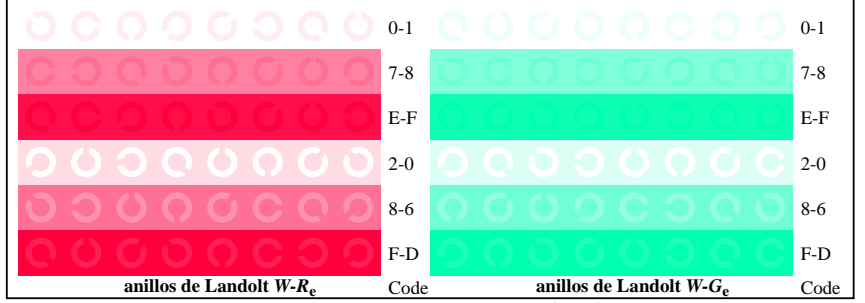 0-1 0-1
7-8 7-8
E-F E-F
2-0 2-0
8-6 8-6
F-D F-D
anillos de Landolt W-Re Code anillos de Landolt W-Ge Code